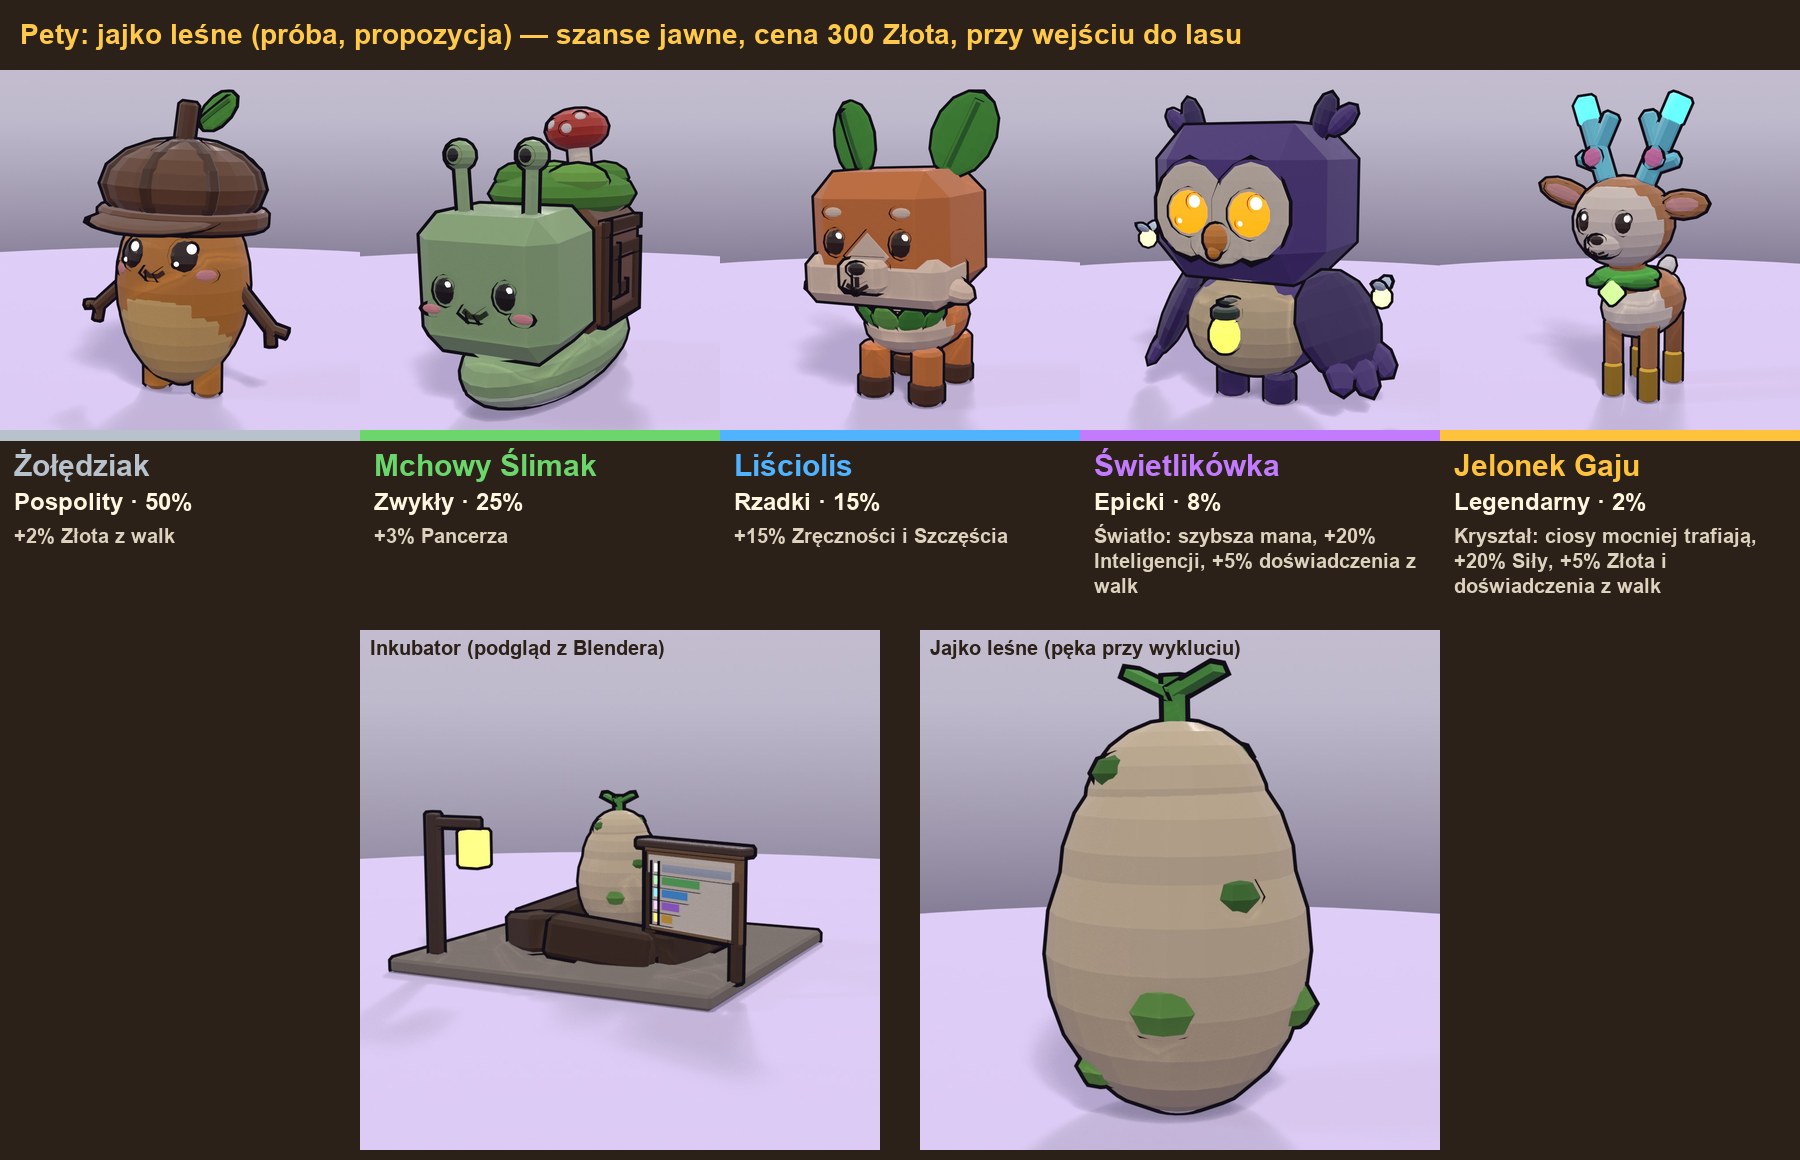 Pety: jajko leśne (próba, propozycja) — szanse jawne, cena 300 Złota, przy wejściu do lasu
Żołędziak
Pospolity · 50%
+2% Złota z walk
Mchowy Ślimak
Zwykły · 25%
+3% Pancerza
Liściolis
Rzadki · 15%
+15% Zręczności i Szczęścia
Świetlikówka
Epicki · 8%
Światło: szybsza mana, +20%
Inteligencji, +5% doświadczenia z
walk
Jelonek Gaju
Legendarny · 2%
Kryształ: ciosy mocniej trafiają,
+20% Siły, +5% Złota i
doświadczenia z walk
Inkubator (podgląd z Blendera)
Jajko leśne (pęka przy wykluciu)